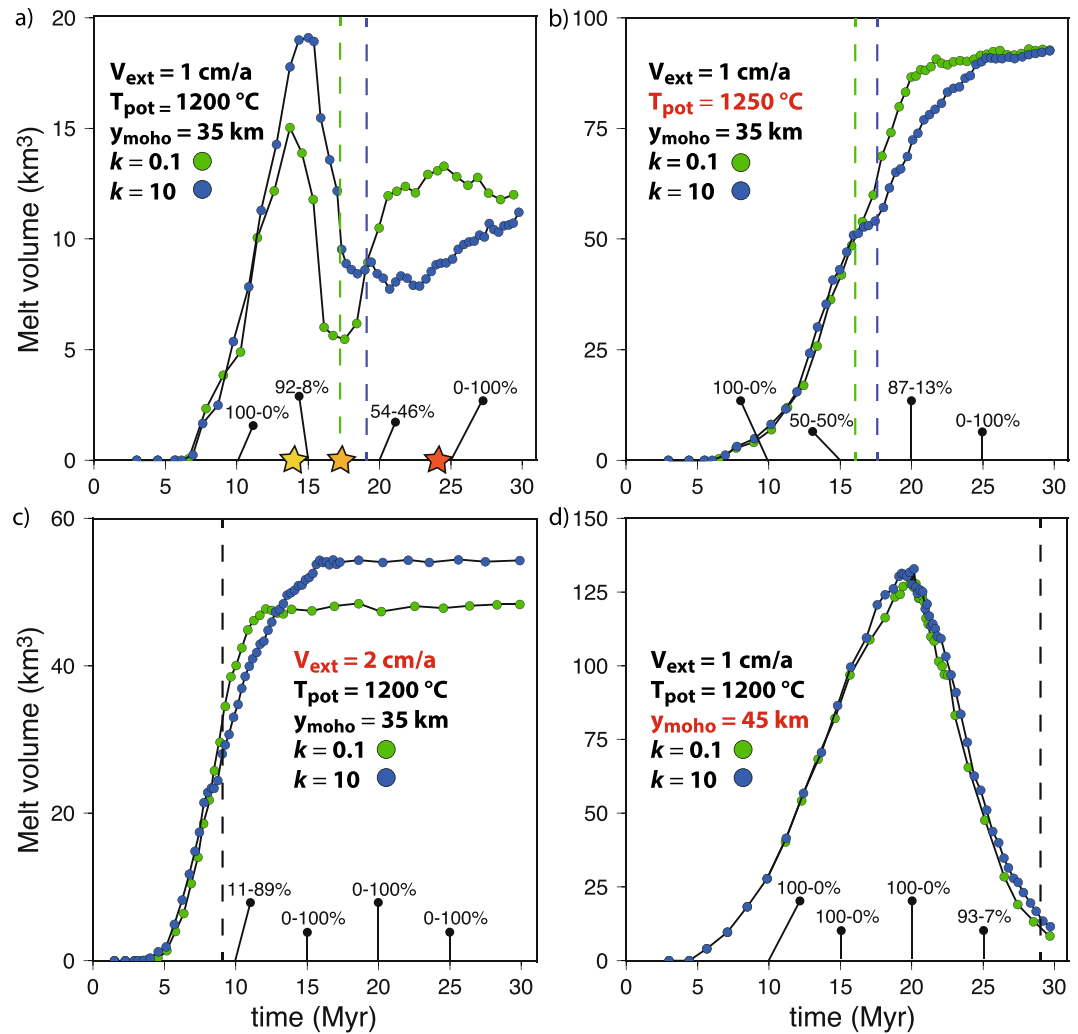 a)
20
15
10
5
0
Melt volume (km³)
V_ext = 1 cm/a
T_pot = 1200 °C
y_moho = 35 km
k = 0.1
k = 10
100-0%
92-8%
54-46%
0-100%
0 5 10 15 20 25 30
b)
100
75
50
25
0
V_ext = 1 cm/a
T_pot = 1250 °C
y_moho = 35 km
k = 0.1
k = 10
100-0%
50-50%
87-13%
0-100%
0 5 10 15 20 25 30
c)
60
40
20
0
Melt volume (km³)
V_ext = 2 cm/a
T_pot = 1200 °C
y_moho = 35 km
k = 0.1
k = 10
11-89%
0-100%
0-100%
0-100%
0 5 10 15 20 25 30
time (Myr)
d)
150
125
100
75
50
25
0
V_ext = 1 cm/a
T_pot = 1200 °C
y_moho = 45 km
k = 0.1
k = 10
100-0%
100-0%
100-0%
93-7%
0 5 10 15 20 25 30
time (Myr)